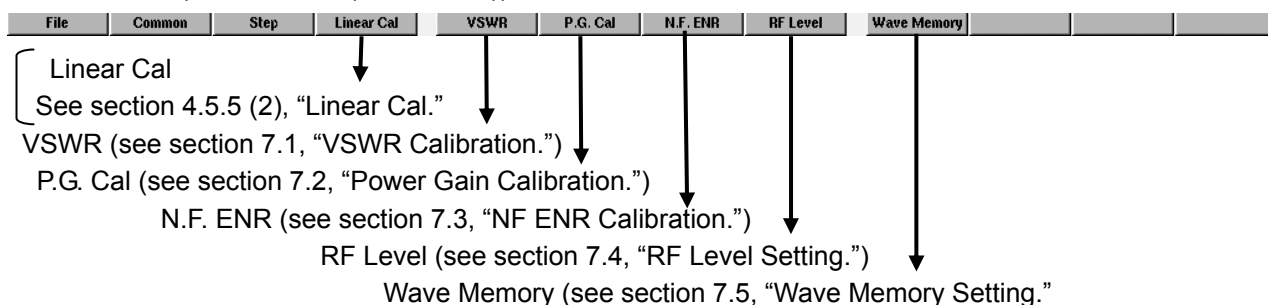 File Common Step Linear Cal VSWR P.G. Cal N.F. ENR RF Level Wave Memory
Linear Cal
See section 4.5.5 (2), “Linear Cal.”
VSWR (see section 7.1, “VSWR Calibration.”)
P.G. Cal (see section 7.2, “Power Gain Calibration.”)
N.F. ENR (see section 7.3, “NF ENR Calibration.”)
RF Level (see section 7.4, “RF Level Setting.”)
Wave Memory (see section 7.5, “Wave Memory Setting.”